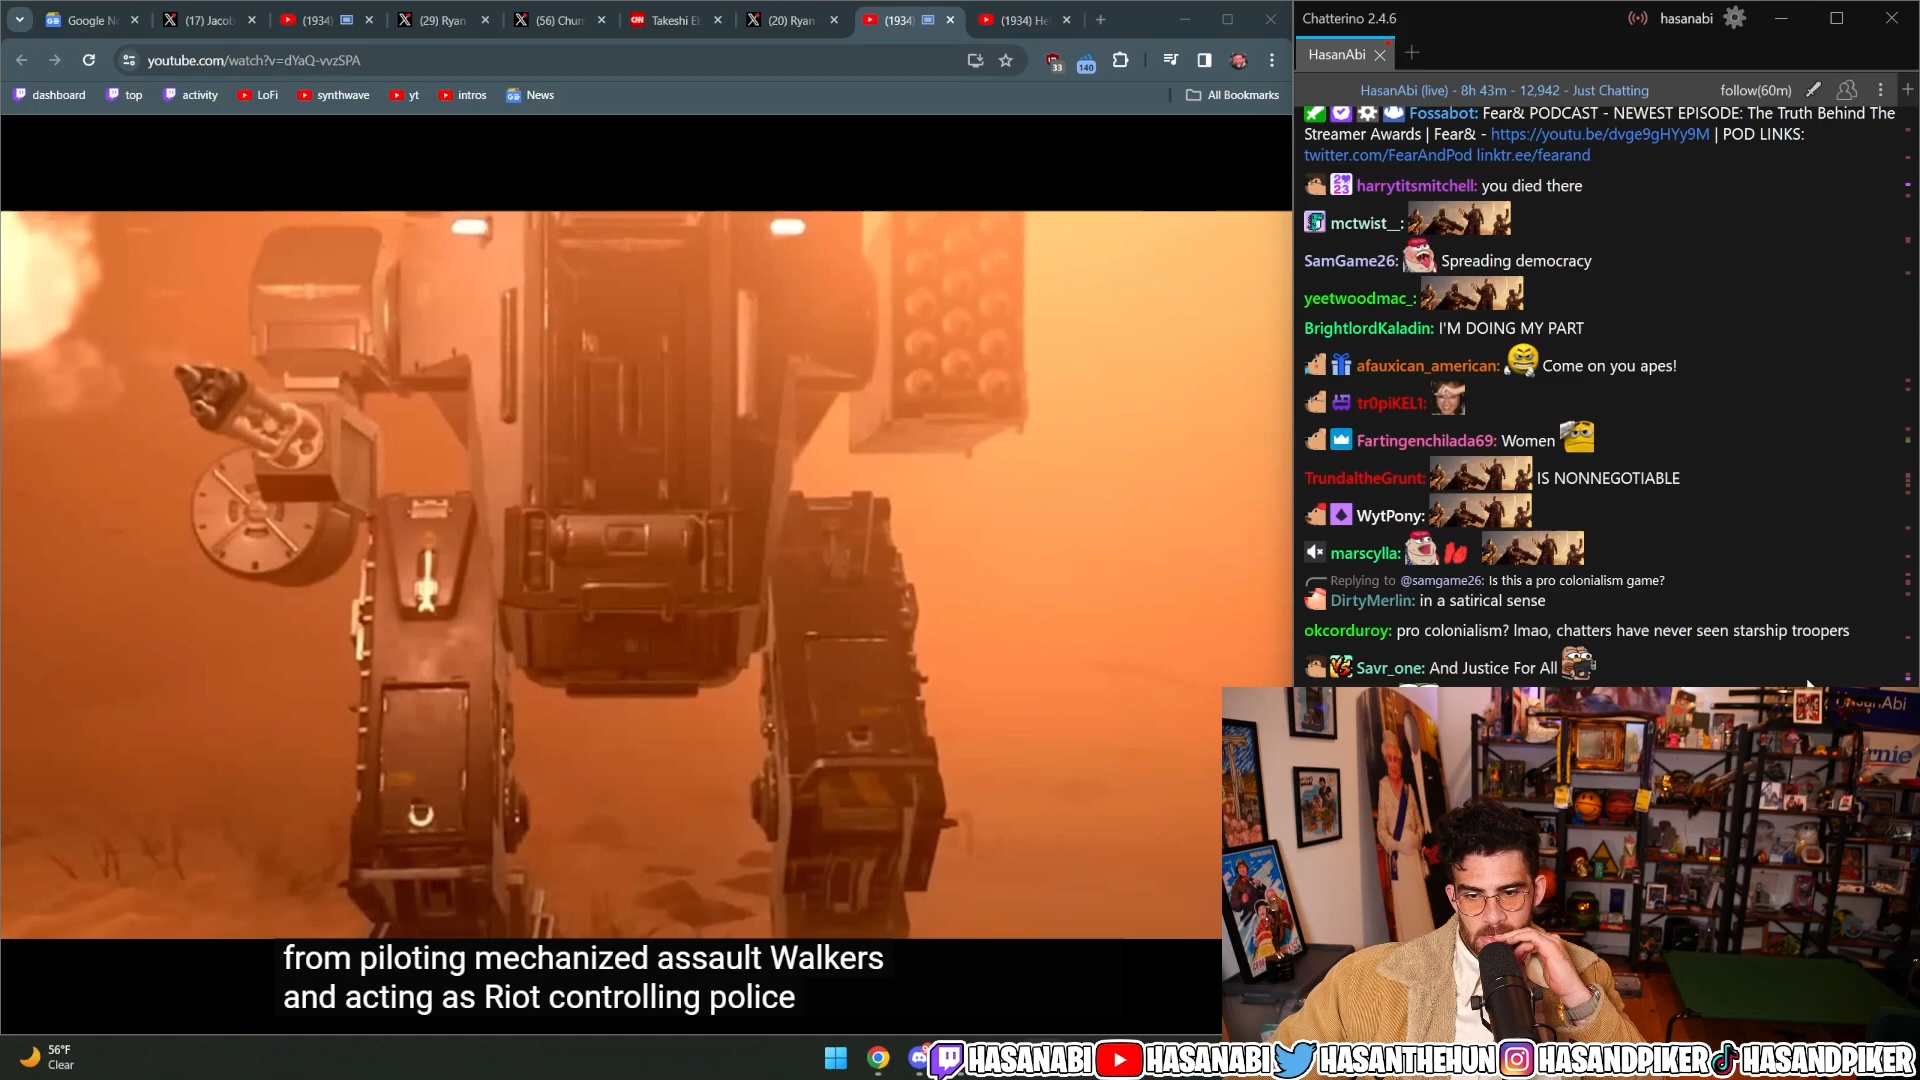 Google N
(17) Jacob
(1934)
(29) Ryan
(56) Chum
Takeshi E
(20) Ryan
(1934)
(1934) He
youtube.com/watch?v=dYaQ-vvzSPA
33
140
dashboard
top
activity
LoFi
synthwave
yt
intros
News
All Bookmarks
from piloting mechanized assault Walkers
and acting as Riot controlling police
56°F
Clear
Chatterino 2.4.6
hasanabi
HasanAbi
HasanAbi (live) - 8h 43m - 12,942 - Just Chatting
follow(60m)
Fossabot: Fear& PODCAST - NEWEST EPISODE: The Truth Behind The
Streamer Awards | Fear& - https://youtu.be/dvge9gHYy9M | POD LINKS:
twitter.com/FearAndPod linktr.ee/fearand
harrytitsmitchell: you died there
mctwist__:
SamGame26: Spreading democracy
yeetwoodmac_:
BrightlordKaladin: I'M DOING MY PART
afauxican_american: Come on you apes!
tr0piKEL1:
Fartingenchilada69: Women
TrundaltheGrunt: IS NONNEGOTIABLE
WytPony:
marscylla:
Replying to @samgame26: Is this a pro colonialism game?
DirtyMerlin: in a satirical sense
okcorduroy: pro colonialism? lmao, chatters have never seen starship troopers
Savr_one: And Justice For All
HASANABI HASANABI HASANTHEHUN HASANDPIKER HASANDPIKER